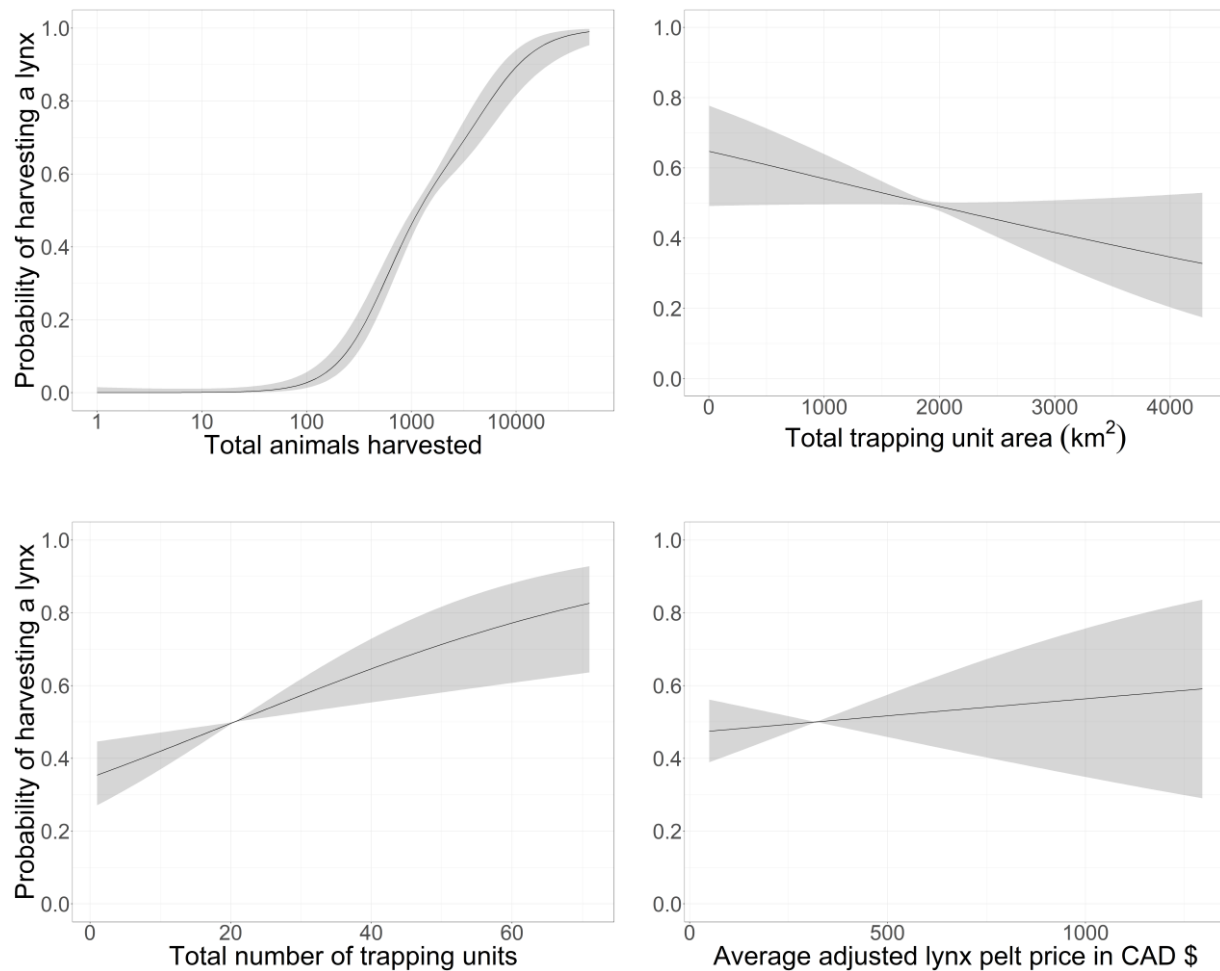 Probability of harvesting a lynx
1.0
0.8
0.6
0.4
0.2
0.0
1 10 100 1000 10000
Total animals harvested
1.0
0.8
0.6
0.4
0.2
0.0
0 1000 2000 3000 4000
Total trapping unit area (km²)
Probability of harvesting a lynx
1.0
0.8
0.6
0.4
0.2
0.0
0 20 40 60
Total number of trapping units
1.0
0.8
0.6
0.4
0.2
0.0
0 500 1000
Average adjusted lynx pelt price in CAD $